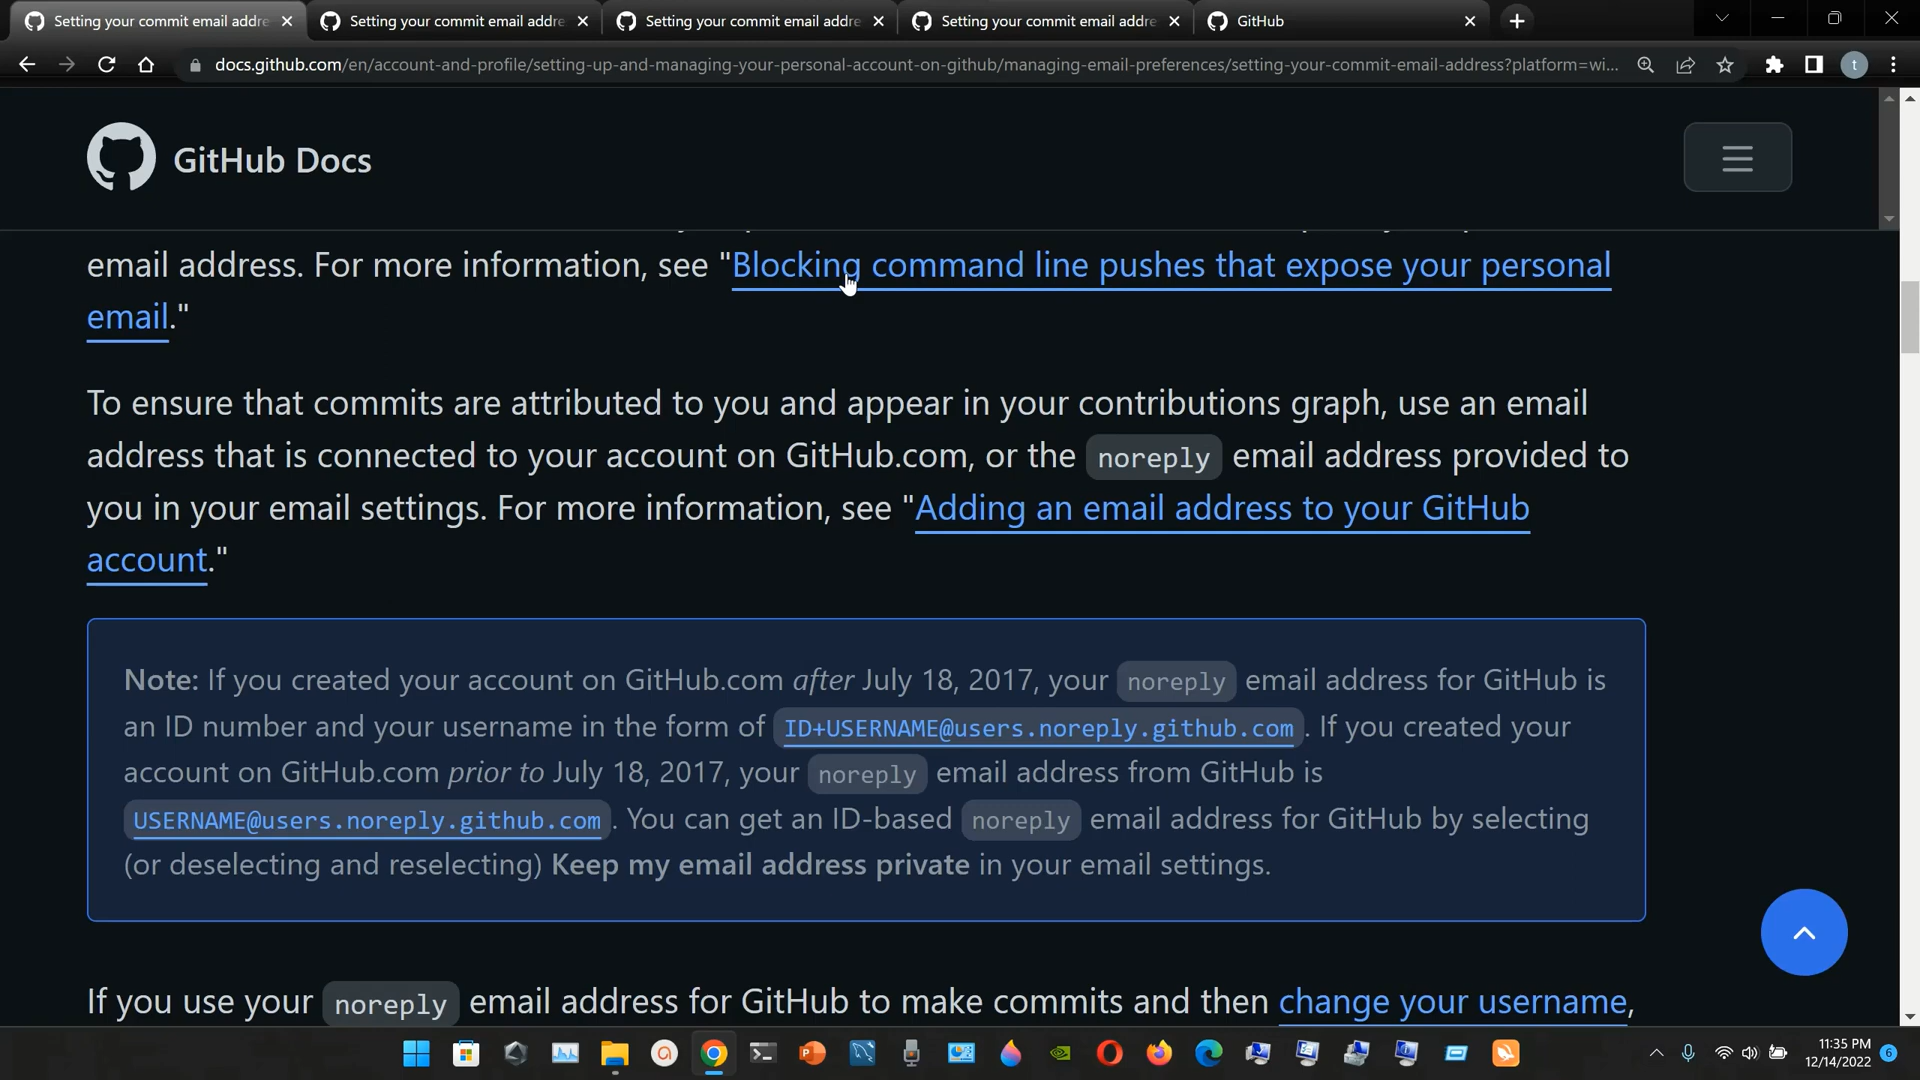 Setting your commit email addre
Setting your commit email addre
Setting your commit email addre
Setting your commit email addre
GitHub
docs.github.com/en/account-and-profile/setting-up-and-managing-your-personal-account-on-github/managing-email-preferences/setting-your-commit-email-address?platform=wi...
t
GitHub Docs
email address. For more information, see "Blocking command line pushes that expose your personal
email."
To ensure that commits are attributed to you and appear in your contributions graph, use an email
address that is connected to your account on GitHub.com, or the noreply email address provided to
you in your email settings. For more information, see "Adding an email address to your GitHub
account."
Note: If you created your account on GitHub.com after July 18, 2017, your noreply email address for GitHub is
an ID number and your username in the form of ID+USERNAME@users.noreply.github.com. If you created your
account on GitHub.com prior to July 18, 2017, your noreply email address from GitHub is
USERNAME@users.noreply.github.com. You can get an ID-based noreply email address for GitHub by selecting
(or deselecting and reselecting) Keep my email address private in your email settings.
If you use your noreply email address for GitHub to make commits and then change your username,
11:35 PM
12/14/2022
6